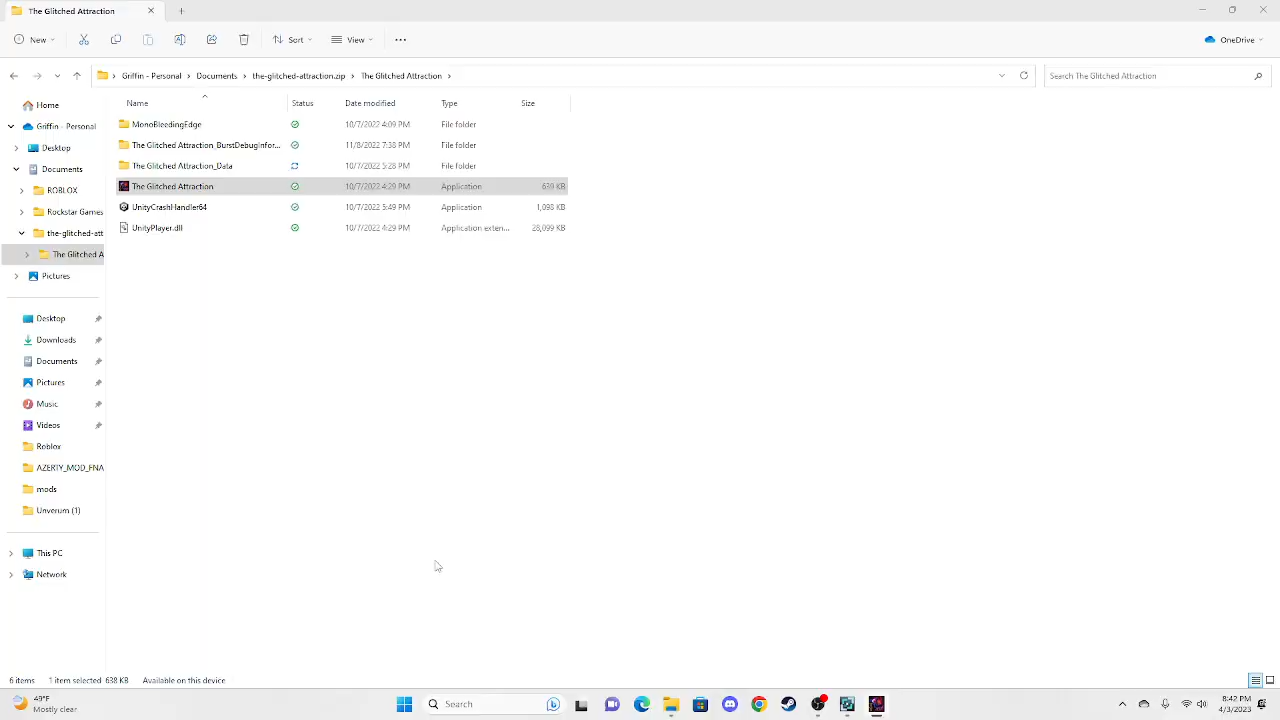 The Glitched Attraction
New
Sort
View
OneDrive
Griffin - Personal > Documents > the-glitched-attraction.pp > The Glitched Attraction >
Search The Glitched Attraction
Name Status Date modified Type Size
MonoBleedingEdge 10/7/2022 4:09 PM File folder
The Glitched Attraction_BurstDebugInfor... 11/8/2022 7:38 PM File folder
The Glitched Attraction_Data 10/7/2022 5:28 PM File folder
The Glitched Attraction 10/7/2022 4:29 PM Application 639 KB
UnityCrashHandler64 10/7/2022 5:49 PM Application 1,098 KB
UnityPlayer.dll 10/7/2022 4:29 PM Application exten... 28,099 KB
Home
Griffin - Personal
Desktop
Documents
ROBLOX
Rockstar Games
the-glitched-att
The Glitched A
Pictures
Desktop
Downloads
Documents
Pictures
Music
Videos
Roblox
AZERTY_MOD_FNA
mods
Unverum (1)
This PC
Network
6 items 1 item selected 638 KB Available on this device
49°F
Mostly clear
Search
8:42 PM
4/3/2023